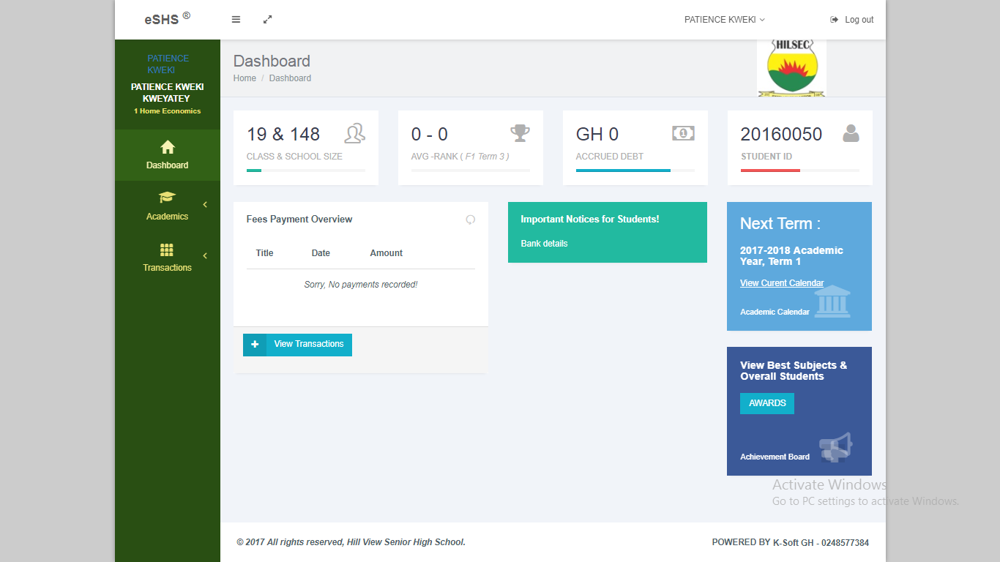 eSHS ®
PATIENCE KWEKI
Log out
PATIENCE
KWEKI
PATIENCE KWEKI
KWEYATEY
1 Home Economics
Dashboard
Academics
Transactions
Dashboard
Home / Dashboard
HILSEC
19 & 148
CLASS & SCHOOL SIZE
0 - 0
AVG -RANK ( F1 Term 3 )
GH 0
ACCRUED DEBT
20160050
STUDENT ID
Fees Payment Overview
Title Date Amount
Sorry, No payments recorded!
View Transactions
Important Notices for Students!
Bank details
Next Term :
2017-2018 Academic
Year, Term 1
View Curent Calendar
Academic Calendar
View Best Subjects &
Overall Students
AWARDS
Achievement Board
Activate Windows
Go to PC settings to activate Windows.
© 2017 All rights reserved, Hill View Senior High School.
POWERED BY K-Soft GH - 0248577384